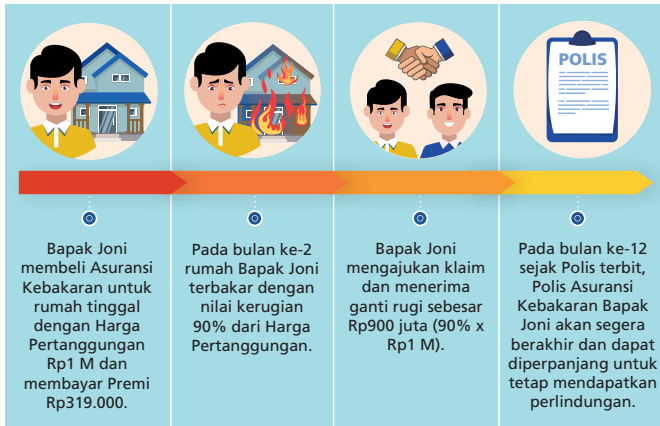 POLIS
Bapak Joni
membeli Asuransi
Kebakaran untuk
rumah tinggal
dengan Harga
Pertanggungan
Rp1 M dan
membayar Premi
Rp319.000.
Pada bulan ke-2
rumah Bapak Joni
terbakar dengan
nilai kerugian
90% dari Harga
Pertanggungan.
Bapak Joni
mengajukan klaim
dan menerima
ganti rugi sebesar
Rp900 juta (90% x
Rp1 M).
Pada bulan ke-12
sejak Polis terbit,
Polis Asuransi
Kebakaran Bapak
Joni akan segera
berakhir dan dapat
diperpanjang untuk
tetap mendapatkan
perlindungan.